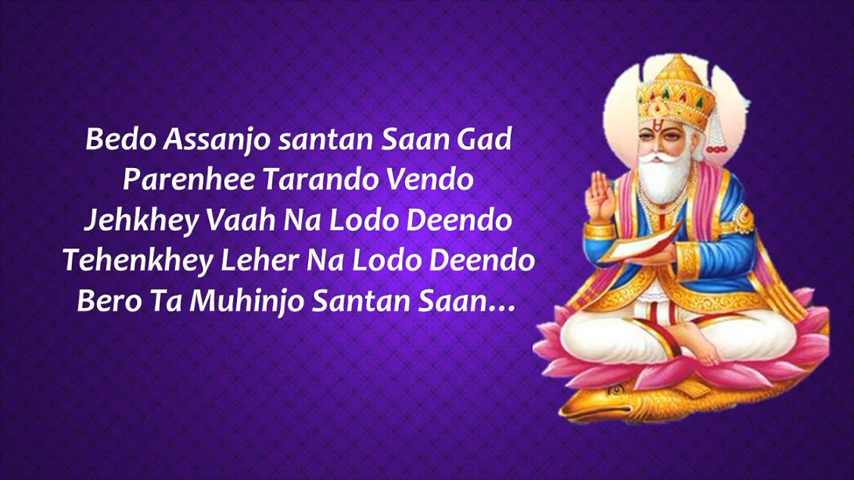 Bedo Assanjo santan Saan Gad
Parenhee Tarando Vendo
Jehkhey Vaah Na Lodo Deendo
Tehenkhey Leher Na Lodo Deendo
Bero Ta Muhinjo Santan Saan...